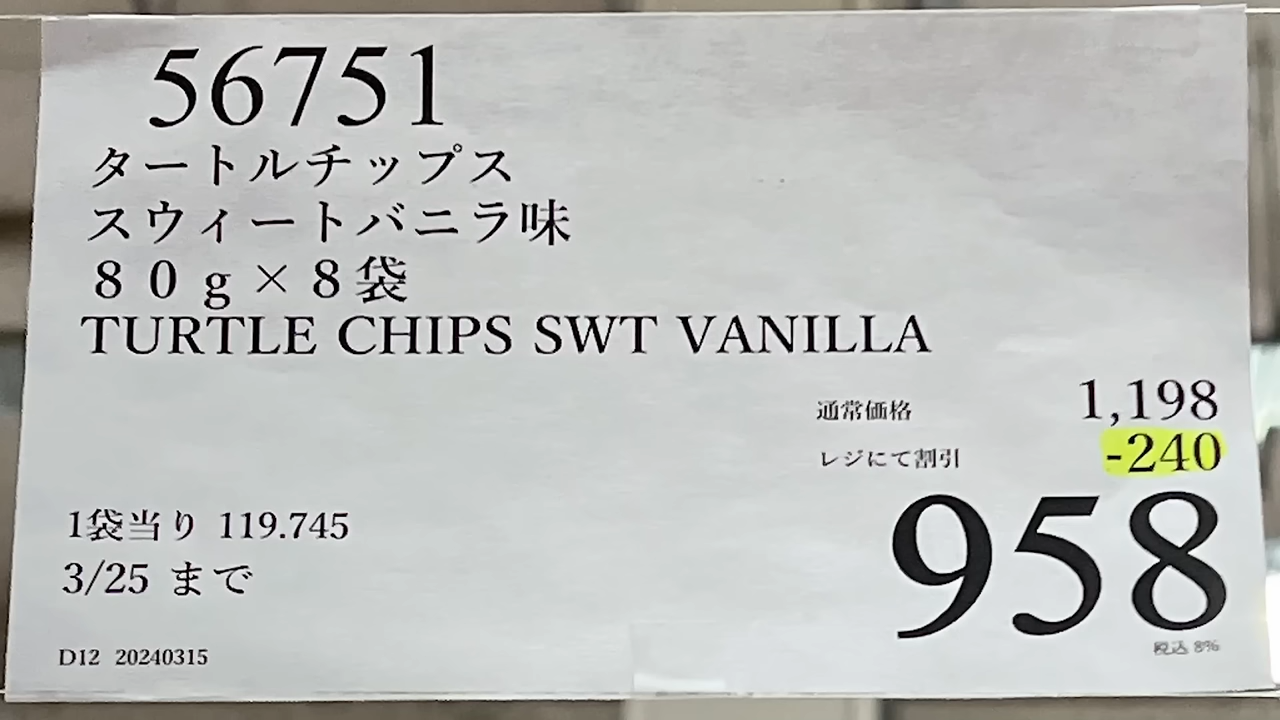 56751
タートルチップス
スウィートバニラ味
８０ｇ×８袋
TURTLE CHIPS SWT VANILLA
通常価格 1,198
レジにて割引 -240
958
税込 8%
1袋当り 119.745
3/25 まで
D12 20240315